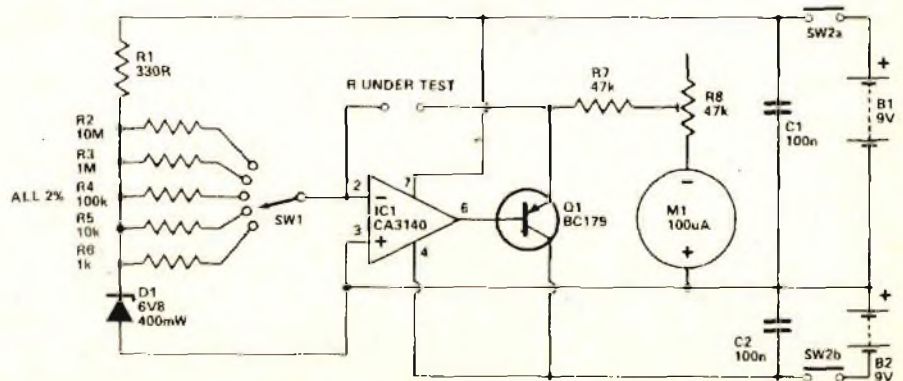 R1
330R
R2
10M
R3
1M
ALL 2%
R4
100k
R5
10k
R6
1k
D1
6V8
400mW
SW1
R UNDER TEST
2
3
7
4
6
IC1
CA3140
Q1
BC179
R7
47k
R8
47k
M1
100uA
C1
100n
C2
100n
SW2a
B1
9V
SW2b
B2
9V